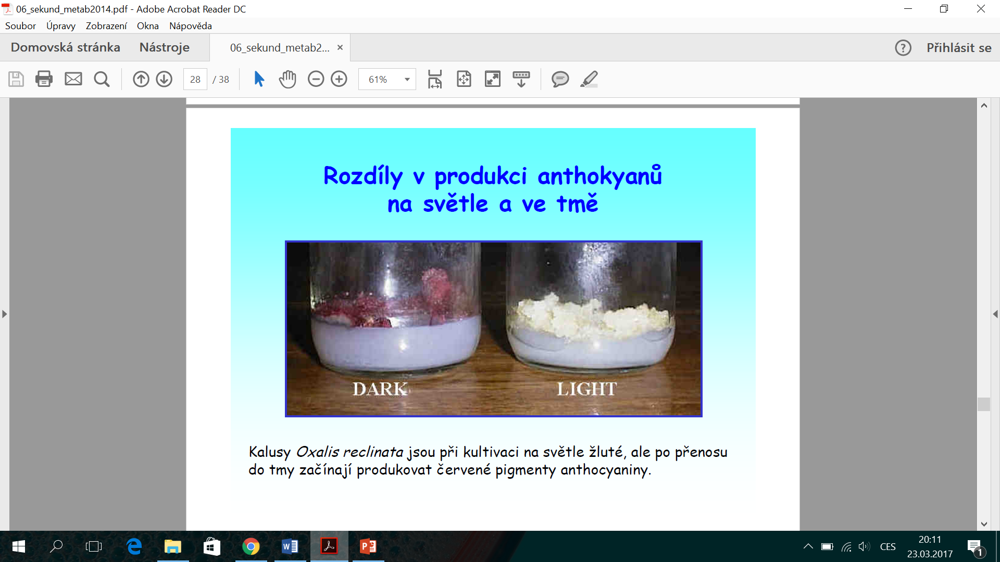 06_sekund_metab2014.pdf - Adobe Acrobat Reader DC
Soubor Úpravy Zobrazení Okna Nápověda
Domovská stránka Nástroje 06_sekund_metab2... × ? Přihlásit se
28 / 38 61%
Rozdíly v produkci anthokyanů
na světle a ve tmě
DARK LIGHT
Kalusy Oxalis reclinata jsou při kultivaci na světle žluté, ale po přenosu
do tmy začínají produkovat červené pigmenty anthocyaniny.
CES
20:11
23.03.2017
1